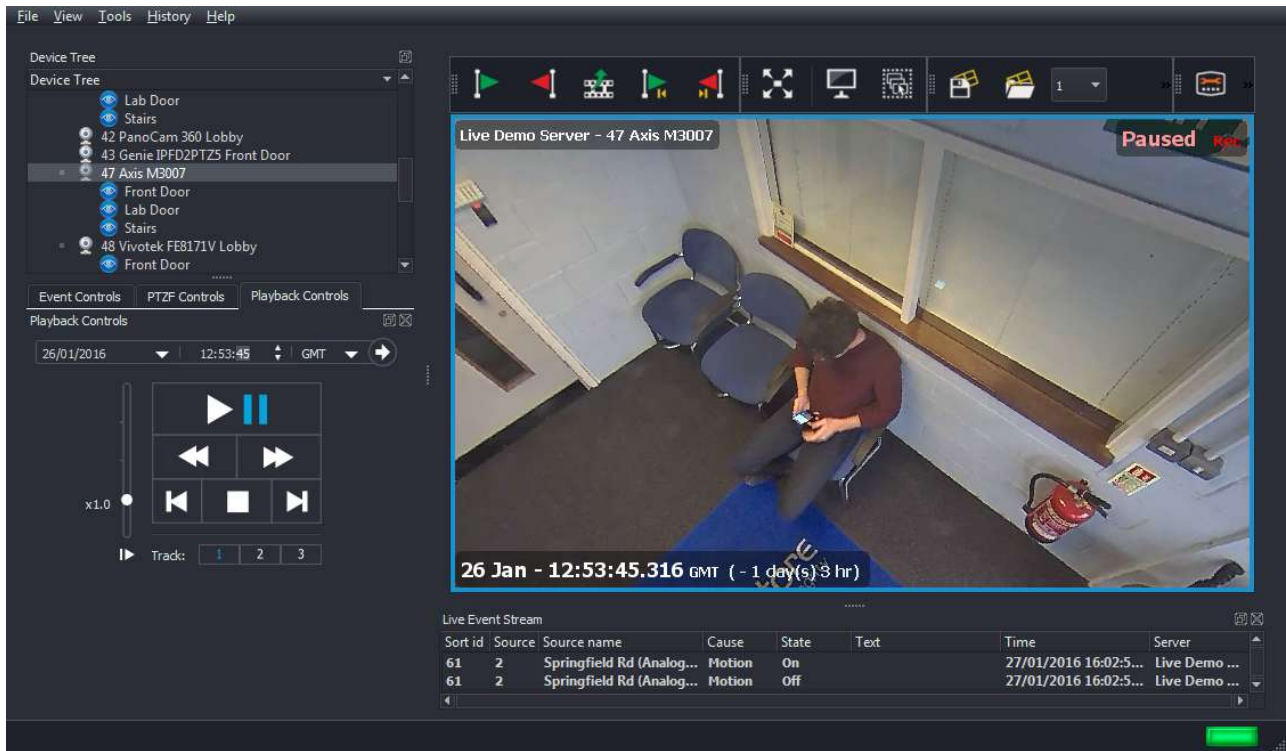 File View Tools History Help
Device Tree
Device Tree
Lab Door
Stairs
42 PanoCam 360 Lobby
43 Genie IPFD2PTZ5 Front Door
47 Axis M3007
Front Door
Lab Door
Stairs
48 Vivotek FE8171V Lobby
Front Door
Event Controls PTZF Controls Playback Controls
Playback Controls
26/01/2016 12:53:45 GMT
x1.0
Track: 1 2 3
1
Live Demo Server - 47 Axis M3007
Paused
26 Jan - 12:53:45.316 GMT ( - 1 day(s) 3 hr)
Live Event Stream
Sort id Source Source name Cause State Text Time Server
61 2 Springfield Rd (Analog... Motion On 27/01/2016 16:02:5... Live Demo ...
61 2 Springfield Rd (Analog... Motion Off 27/01/2016 16:02:5... Live Demo ...